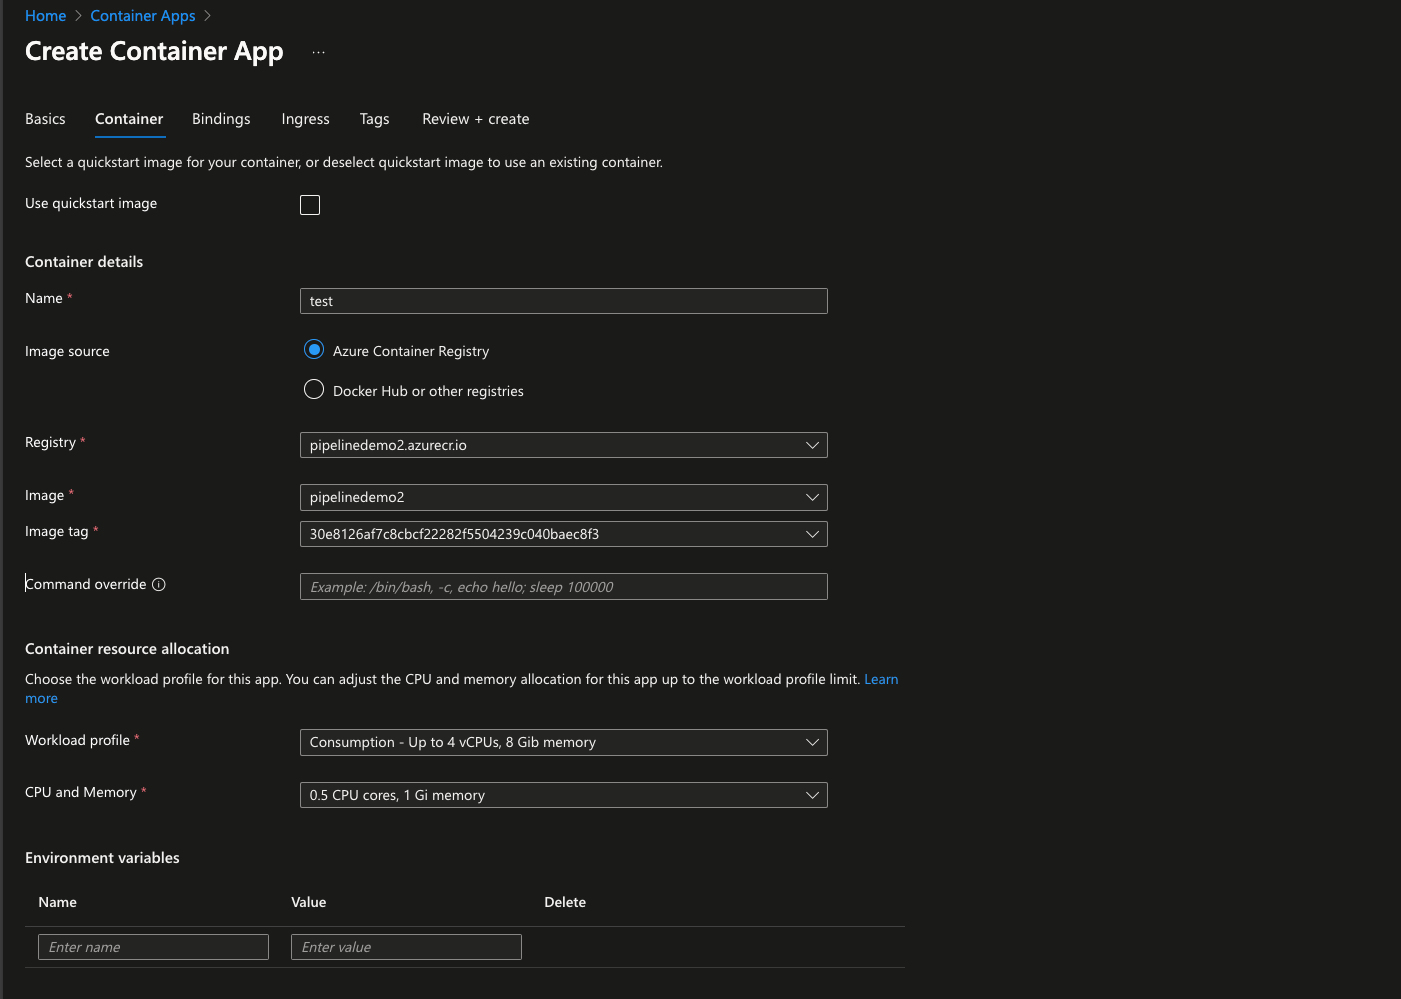 Home > Container Apps >
Create Container App ...
Basics Container Bindings Ingress Tags Review + create
Select a quickstart image for your container, or deselect quickstart image to use an existing container.
Use quickstart image
Container details
Name * test
Image source Azure Container Registry
Docker Hub or other registries
Registry * pipelinedemo2.azurecr.io
Image * pipelinedemo2
Image tag * 30e8126af7c8cbcf22282f5504239c040baec8f3
Command override Example: /bin/bash, -c, echo hello; sleep 100000
Container resource allocation
Choose the workload profile for this app. You can adjust the CPU and memory allocation for this app up to the workload profile limit. Learn
more
Workload profile * Consumption - Up to 4 vCPUs, 8 Gib memory
CPU and Memory * 0.5 CPU cores, 1 Gi memory
Environment variables
Name Value Delete
Enter name Enter value